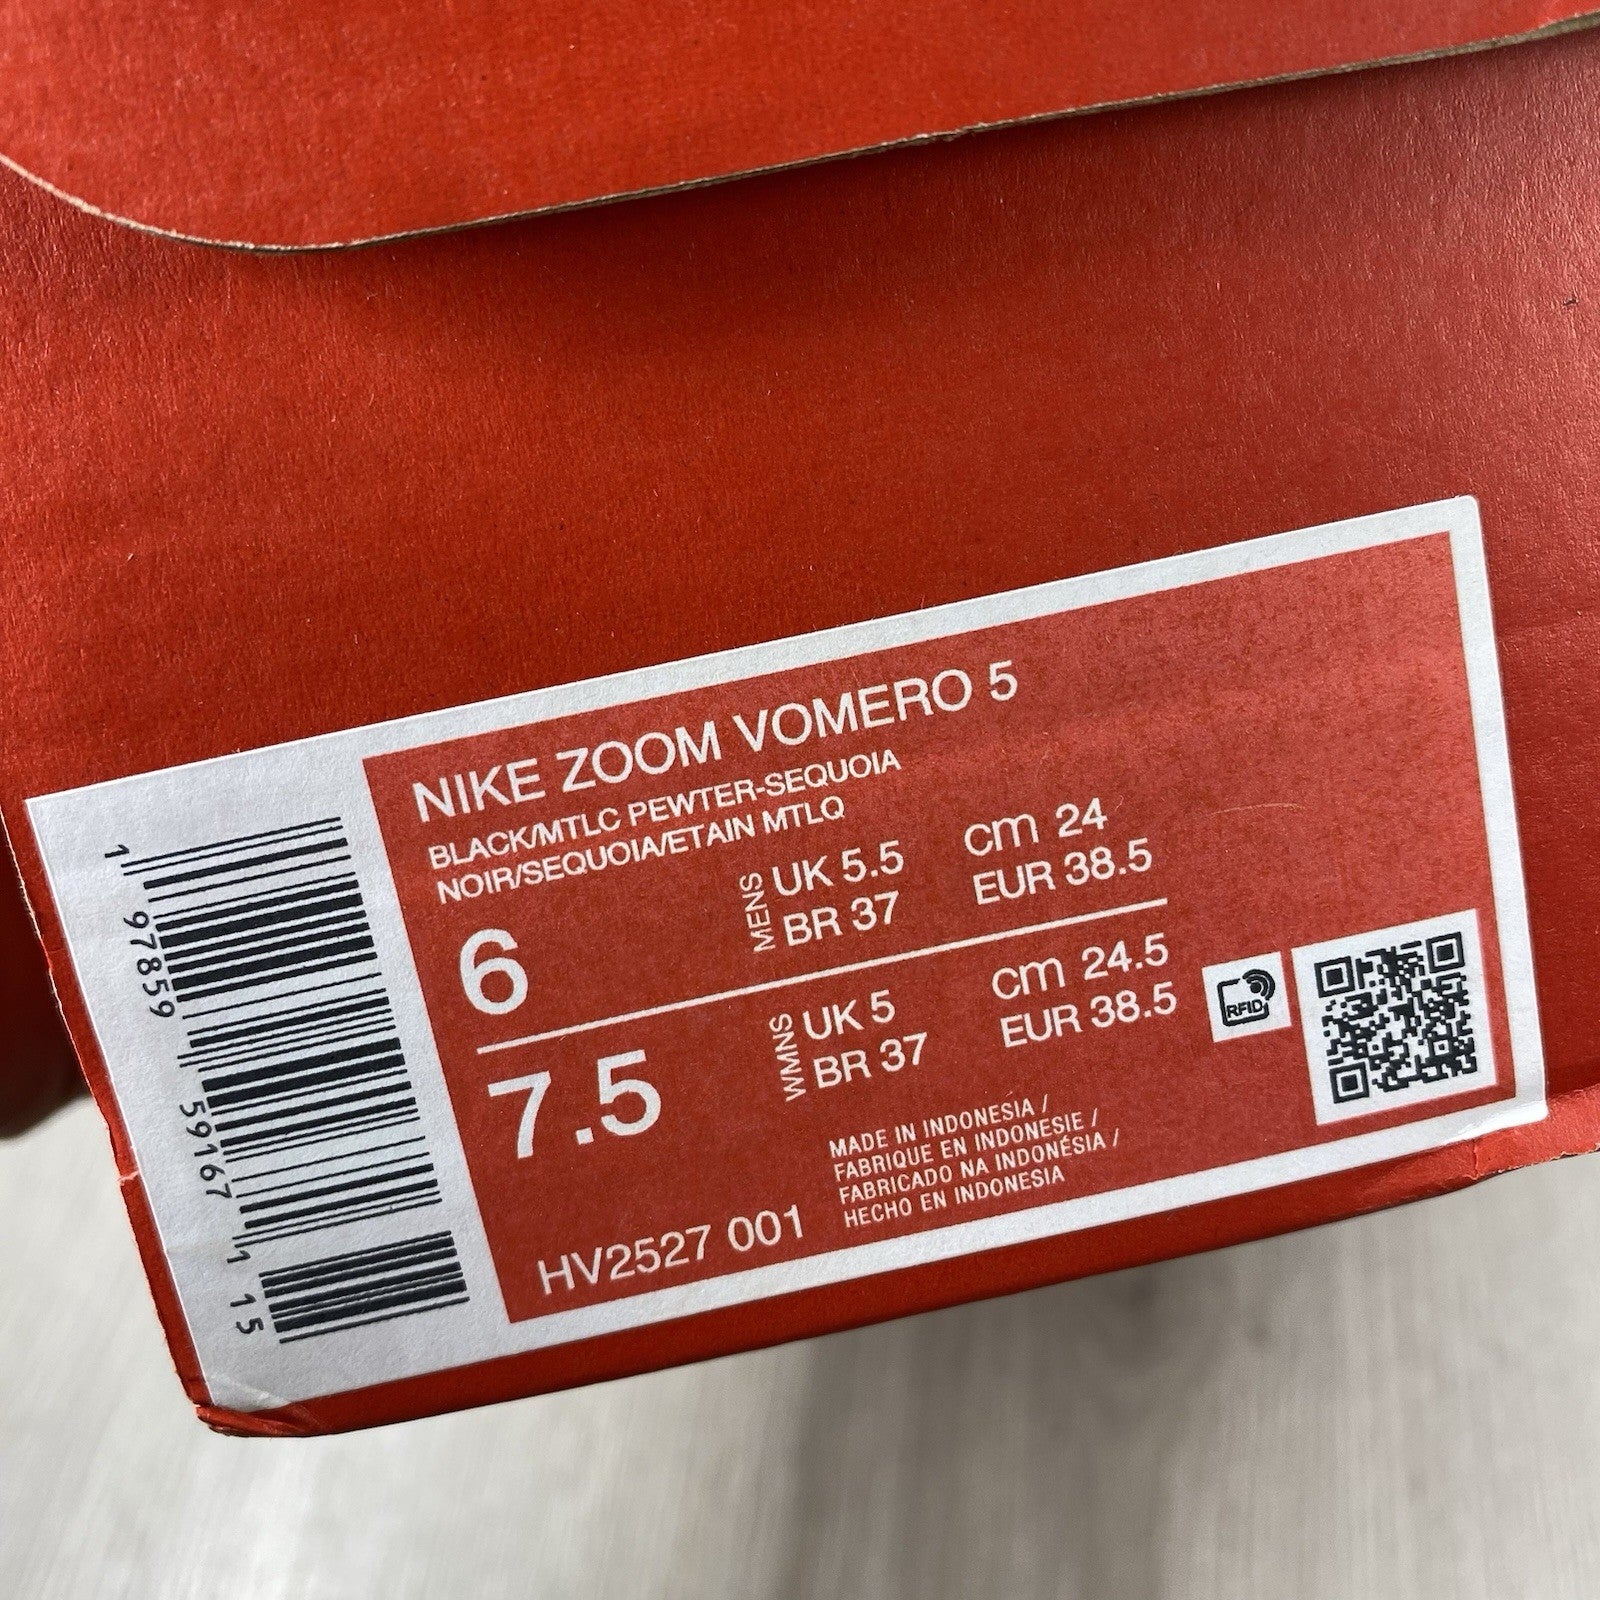 NIKE ZOOM VOMERO 5
BLACK/MTLC PEWTER-SEQUOIA
NOIR/SEQUOIA/ETAIN MTLQ
6
MENS
UK 5.5
BR 37
cm 24
EUR 38.5
7.5
WMNS
UK 5
BR 37
cm 24.5
EUR 38.5
RFID
MADE IN INDONESIA /
FABRIQUE EN INDONESIE /
FABRICADO NA INDONÉSIA /
HECHO EN INDONESIA
HV2527 001
1 97859 59167 1 15